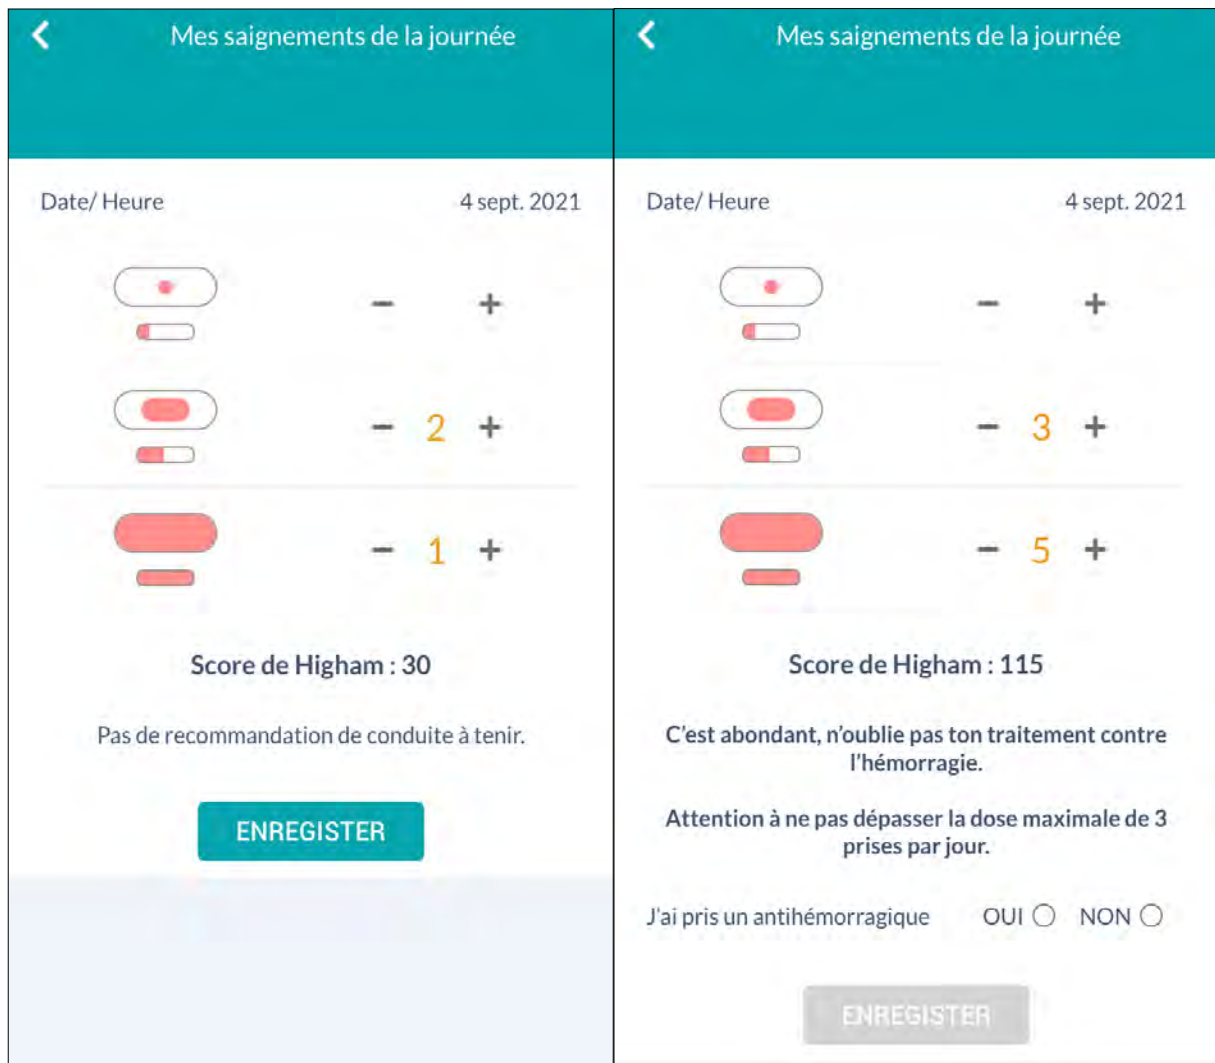 Mes saignements de la journée
Date/ Heure 4 sept. 2021
− +
− 2 +
− 1 +
Score de Higham : 30
Pas de recommandation de conduite à tenir.
ENREGISTER
Mes saignements de la journée
Date/ Heure 4 sept. 2021
− +
− 3 +
− 5 +
Score de Higham : 115
C'est abondant, n'oublie pas ton traitement contre
l'hémorragie.
Attention à ne pas dépasser la dose maximale de 3
prises par jour.
J'ai pris un antihémorragique OUI NON
ENREGISTER